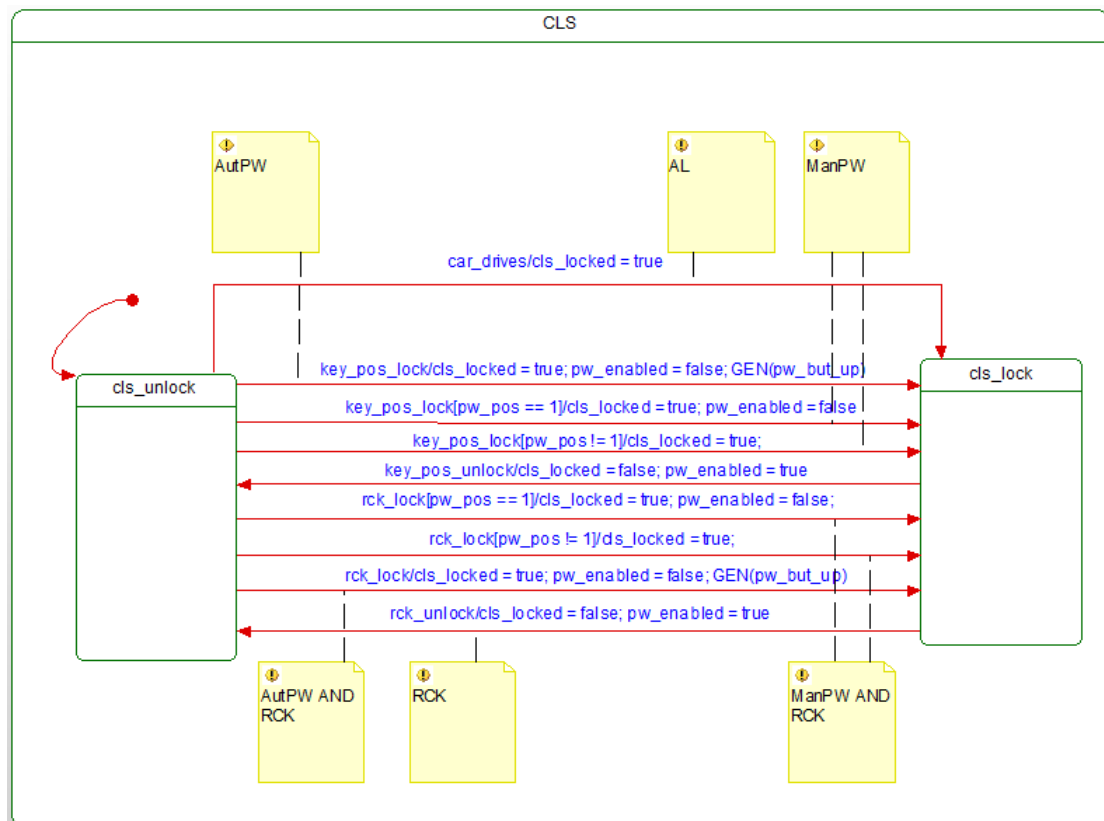 CLS
AutPW
AL
ManPW
car_drives/cls_locked = true
key_pos_lock/cls_locked = true; pw_enabled = false; GEN(pw_but_up)
cls_unlock
cls_lock
key_pos_lock[pw_pos == 1]/cls_locked = true; pw_enabled = false
key_pos_lock[pw_pos != 1]/cls_locked = true;
key_pos_unlock/cls_locked = false; pw_enabled = true
rck_lock[pw_pos == 1]/cls_locked = true; pw_enabled = false;
rck_lock[pw_pos != 1]/cls_locked = true;
rck_lock/cls_locked = true; pw_enabled = false; GEN(pw_but_up)
rck_unlock/cls_locked = false; pw_enabled = true
AutPW AND
RCK
RCK
ManPW AND
RCK